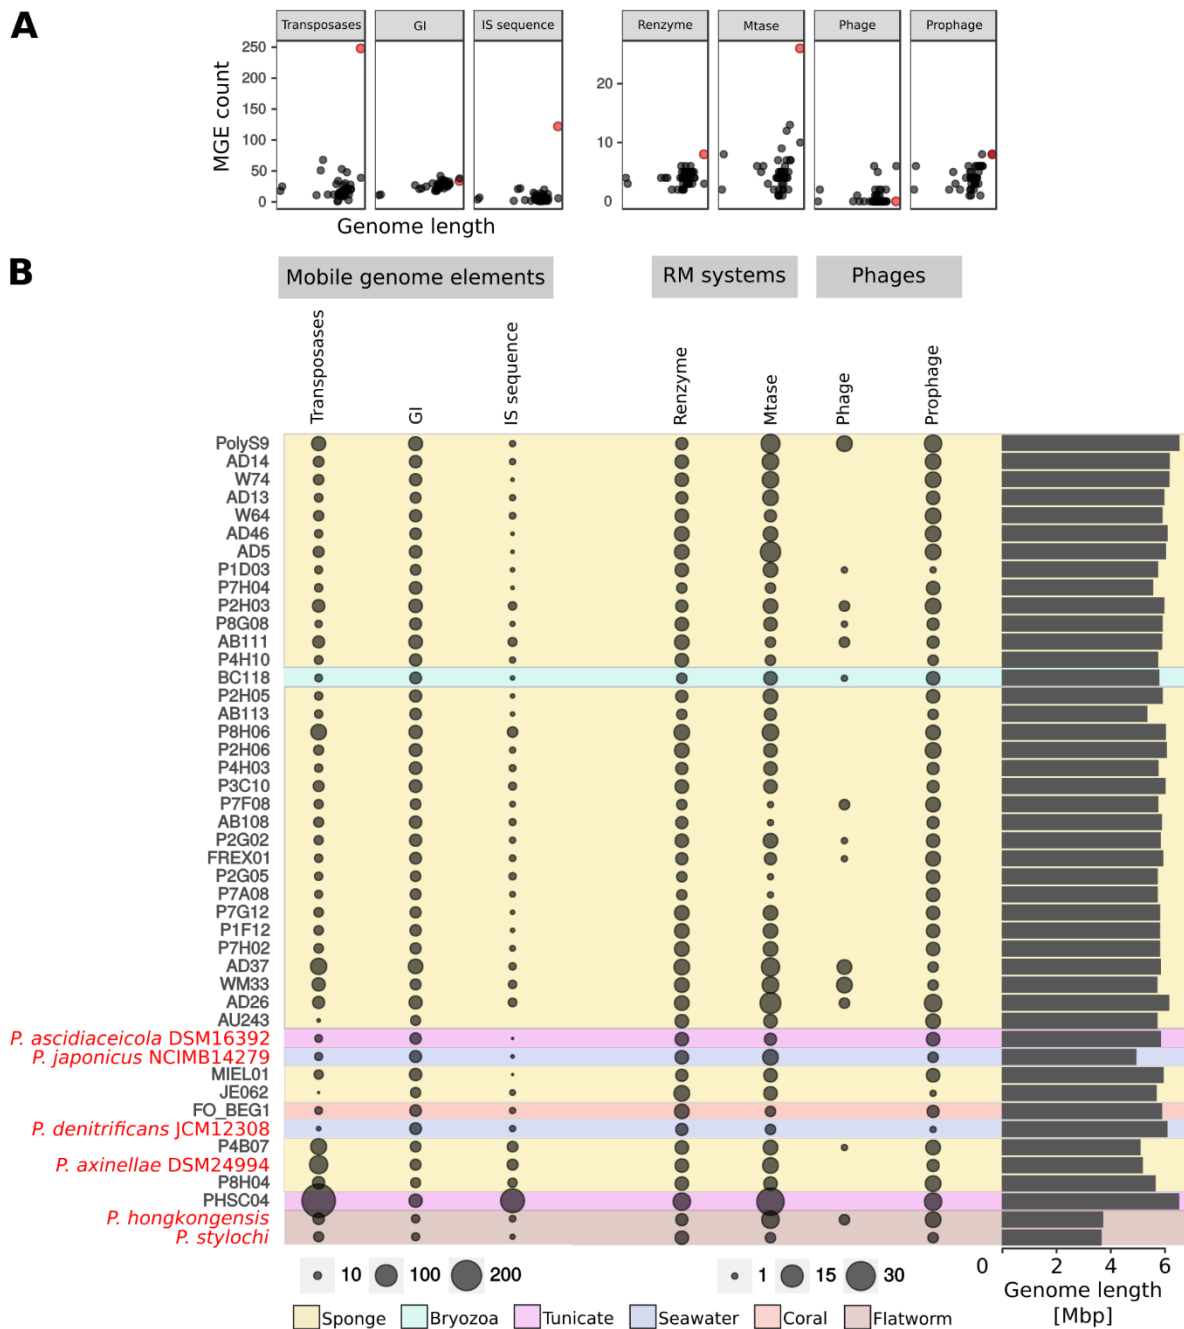 A
Transposases GI IS sequence Renzyme Mtase Phage Prophage
MGE count
250
200
150
100
50
0
20
10
0
Genome length
B
Mobile genome elements RM systems Phages
Transposases GI IS sequence Renzyme Mtase Phage Prophage
PolyS9
AD14
W74
AD13
W64
AD46
AD5
P1D03
P7H04
P2H03
P8G08
AB111
P4H10
BC118
P2H05
AB113
P8H06
P2H06
P4H03
P3C10
P7F08
AB108
P2G02
FREX01
P2G05
P7A08
P7G12
P1F12
P7H02
AD37
WM33
AD26
AU243
P. ascidiaceicola DSM16392
P. japonicus NCIMB14279
MIEL01
JE062
FO_BEG1
P. denitrificans JCM12308
P4B07
P. axinellae DSM24994
P8H04
PHSC04
P. hongkongensis
P. stylochi
10 100 200 1 15 30
0 2 4 6
Genome length
[Mbp]
Sponge Bryozoa Tunicate Seawater Coral Flatworm